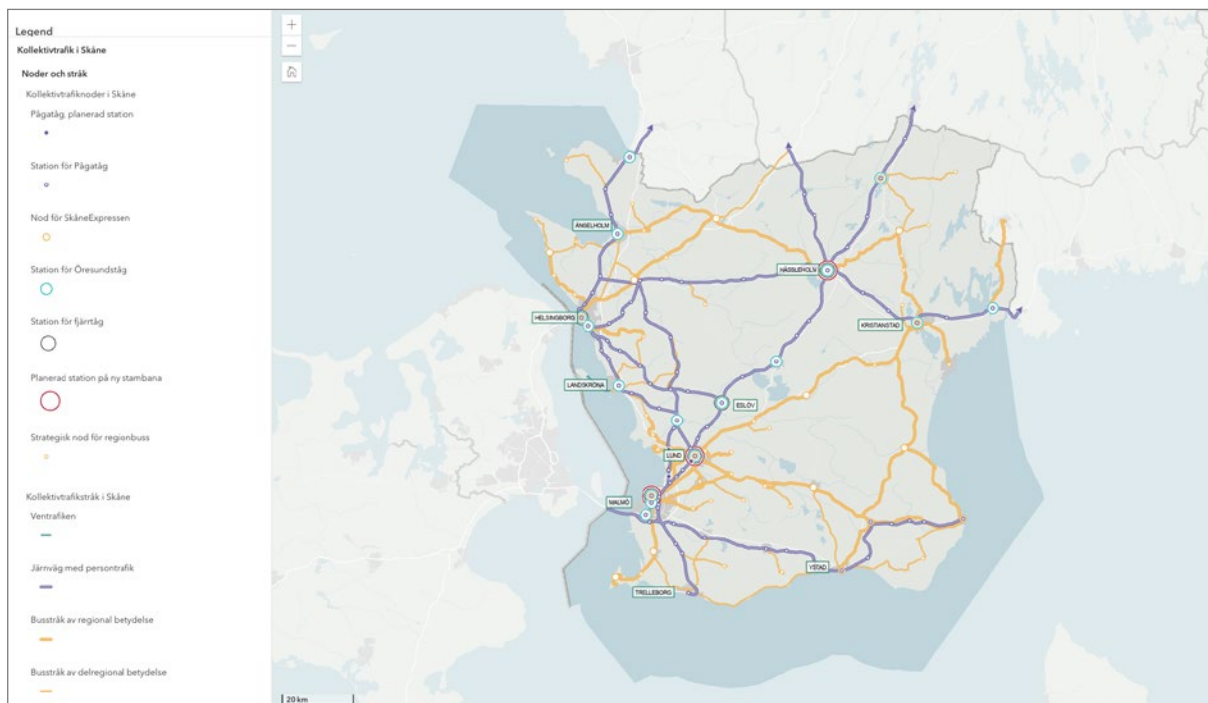 Legend
Kollektivtrafik i Skåne
Noder och stråk
Kollektivtrafiknoder i Skåne
Pågatåg, planerad station
Station för Pågatåg
Nod för SkåneExpressen
Station för Öresundståg
Station för fjärrtåg
Planerad station på ny stambana
Strategisk nod för regionbuss
Kollektivtrafikstråk i Skåne
Ventrafiken
Järnväg med persontrafik
Busstråk av regional betydelse
Busstråk av delregional betydelse
+
−
ÄNGELHOLM
HÄSSLEHOLM
HELSINGBORG
KRISTIANSTAD
LANDSKRONA
ESLÖV
LUND
MALMÖ
YSTAD
TRELLEBORG
20 km